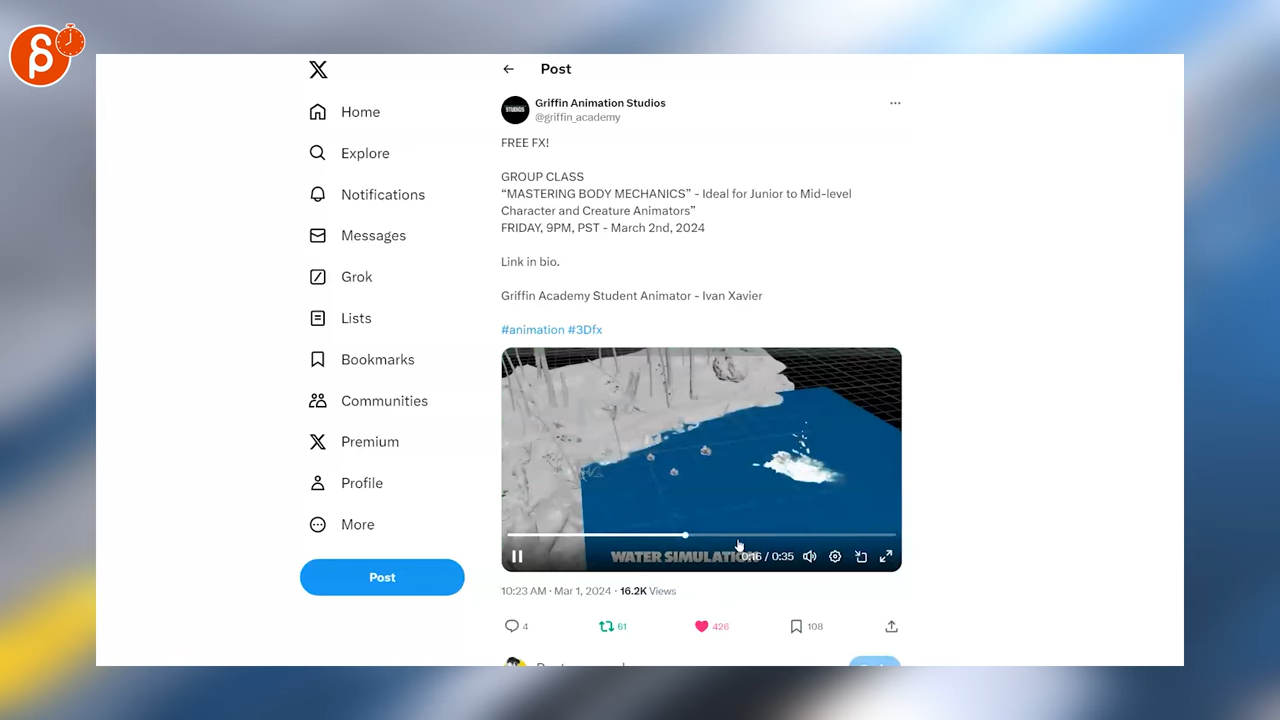 Post
Griffin Animation Studios
@griffin_academy
FREE FX!
GROUP CLASS
“MASTERING BODY MECHANICS” - Ideal for Junior to Mid-level
Character and Creature Animators”
FRIDAY, 9PM, PST - March 2nd, 2024
Link in bio.
Griffin Academy Student Animator - Ivan Xavier
#animation #3Dfx
Home
Explore
Notifications
Messages
Grok
Lists
Bookmarks
Communities
Premium
Profile
More
Post
STUDIOS
WATER SIMULATION
0:16 / 0:35
10:23 AM · Mar 1, 2024 · 16.2K Views
4
61
426
108